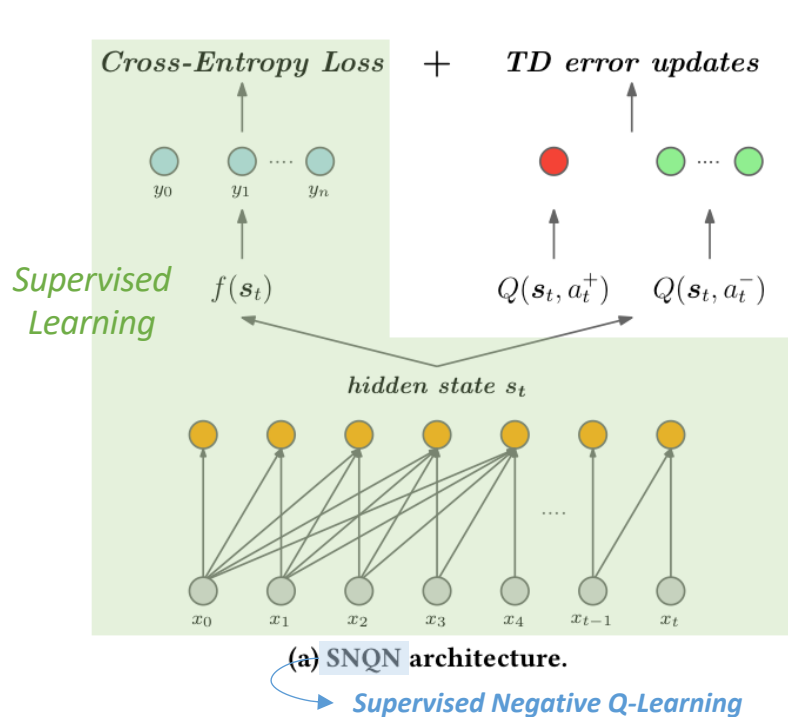 Cross-Entropy Loss + TD error updates
.... ....
y₀ y₁ yₙ
Supervised
Learning
f(sₜ) Q(sₜ, aₜ⁺) Q(sₜ, aₜ⁻)
hidden state sₜ
....
x₀ x₁ x₂ x₃ x₄ xₜ₋₁ xₜ
(a) SNQN architecture.
Supervised Negative Q-Learning